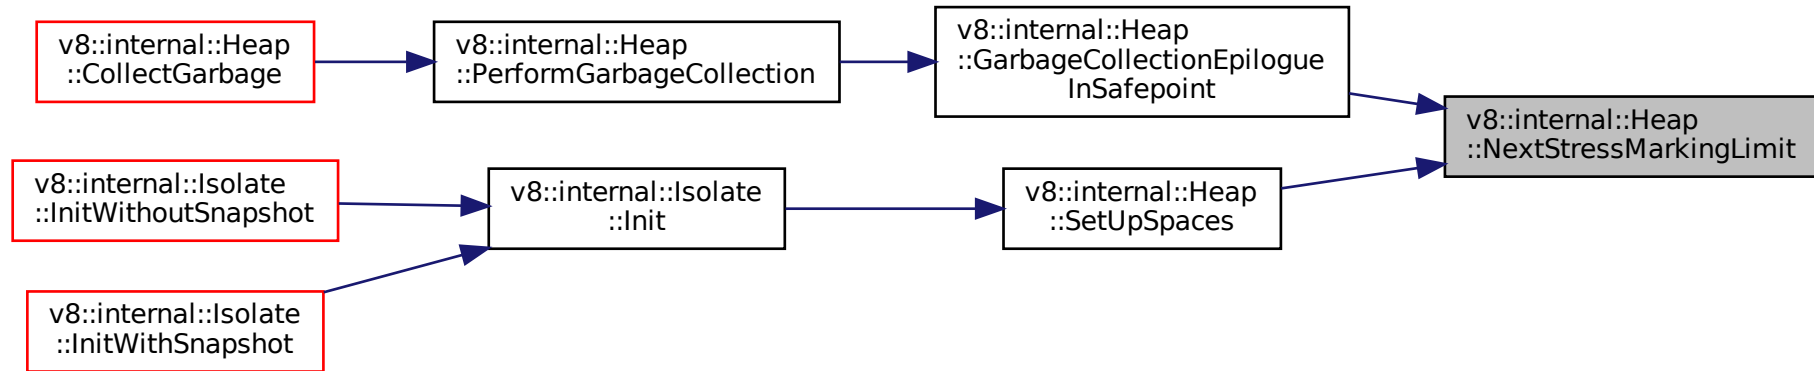 v8::internal::Heap
::CollectGarbage
v8::internal::Heap
::PerformGarbageCollection
v8::internal::Heap
::GarbageCollectionEpilogue
InSafepoint
v8::internal::Heap
::NextStressMarkingLimit
v8::internal::Isolate
::InitWithoutSnapshot
v8::internal::Isolate
::Init
v8::internal::Heap
::SetUpSpaces
v8::internal::Isolate
::InitWithSnapshot